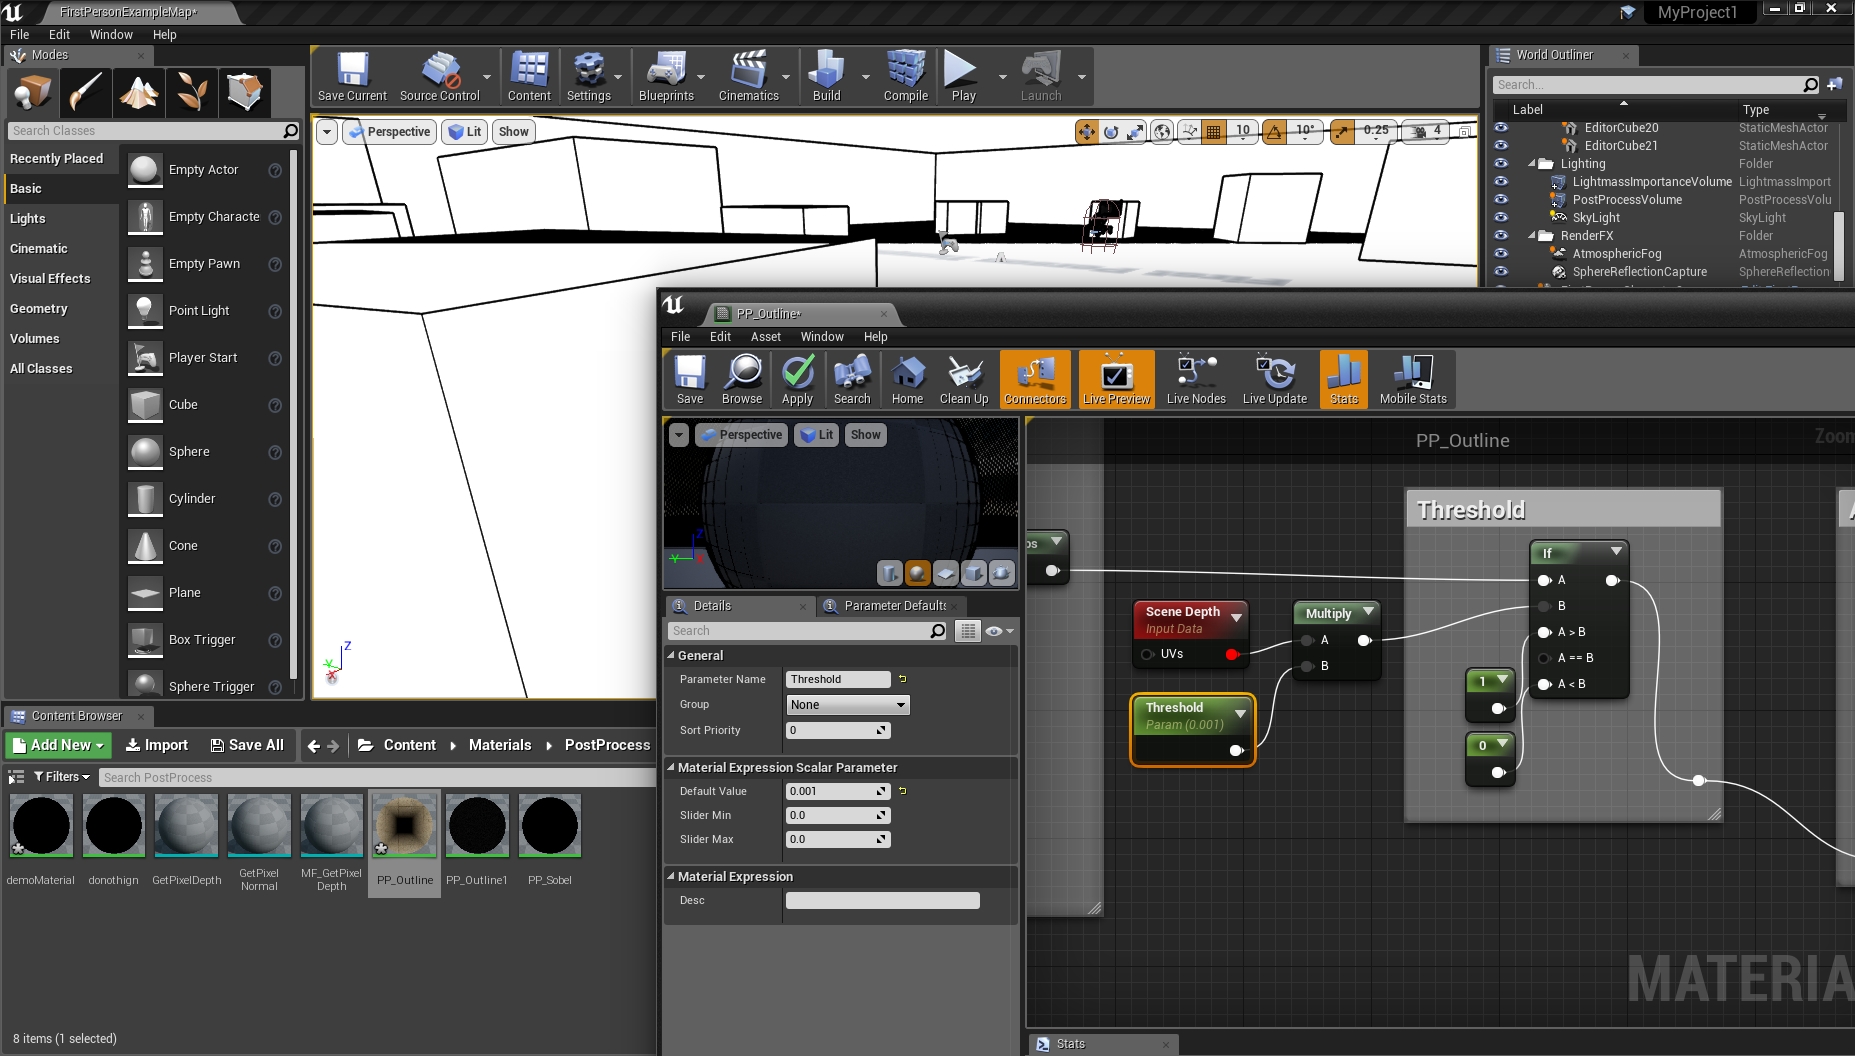 FirstPersonExampleMap*
MyProject1
File Edit Window Help
Modes
Search Classes
Recently Placed
Basic
Lights
Cinematic
Visual Effects
Geometry
Volumes
All Classes
Empty Actor
Empty Characte
Empty Pawn
Point Light
Player Start
Cube
Sphere
Cylinder
Cone
Plane
Box Trigger
Sphere Trigger
Save Current Source Control Content Settings Blueprints Cinematics Build Compile Play Launch
Perspective Lit Show
10 10° 0.25 4
Z
Y
X
World Outliner
Search...
Label Type
EditorCube20 StaticMeshActor
EditorCube21 StaticMeshActor
Lighting Folder
LightmassImportanceVolume LightmassImport
PostProcessVolume PostProcessVolu
SkyLight SkyLight
RenderFX Folder
AtmosphericFog AtmosphericFog
SphereReflectionCapture SphereReflection
Content Browser
Add New Import Save All Content Materials PostProcess
Filters Search PostProcess
demoMaterial
donothign
GetPixelDepth
GetPixel
Normal
MF_GetPixel
Depth
PP_Outline
PP_Outline1
PP_Sobel
8 items (1 selected)
PP_Outline*
File Edit Asset Window Help
Save Browse Apply Search Home Clean Up Connectors Live Preview Live Nodes Live Update Stats Mobile Stats
Perspective Lit Show
Z
Y
X
Details Parameter Defaults
Search
General
Parameter Name Threshold
Group None
Sort Priority 0
Material Expression Scalar Parameter
Default Value 0.001
Slider Min 0.0
Slider Max 0.0
Material Expression
Desc
PP_Outline
Zoom
Threshold
If
A
B
A > B
A == B
A < B
Scene Depth
Input Data
UVs
Multiply
A
B
Threshold
Param (0.001)
1
0
MATERIA
Stats